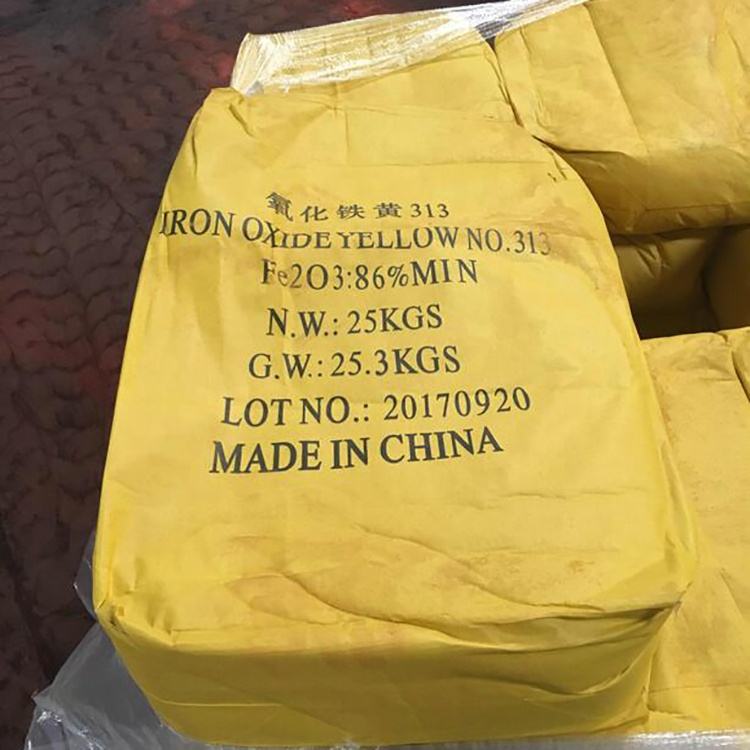 氧化铁黄313
IRON OXIDE YELLOW NO.313
Fe2O3:86%MIN
N.W.: 25KGS
G.W.: 25.3KGS
LOT NO.: 20170920
MADE IN CHINA